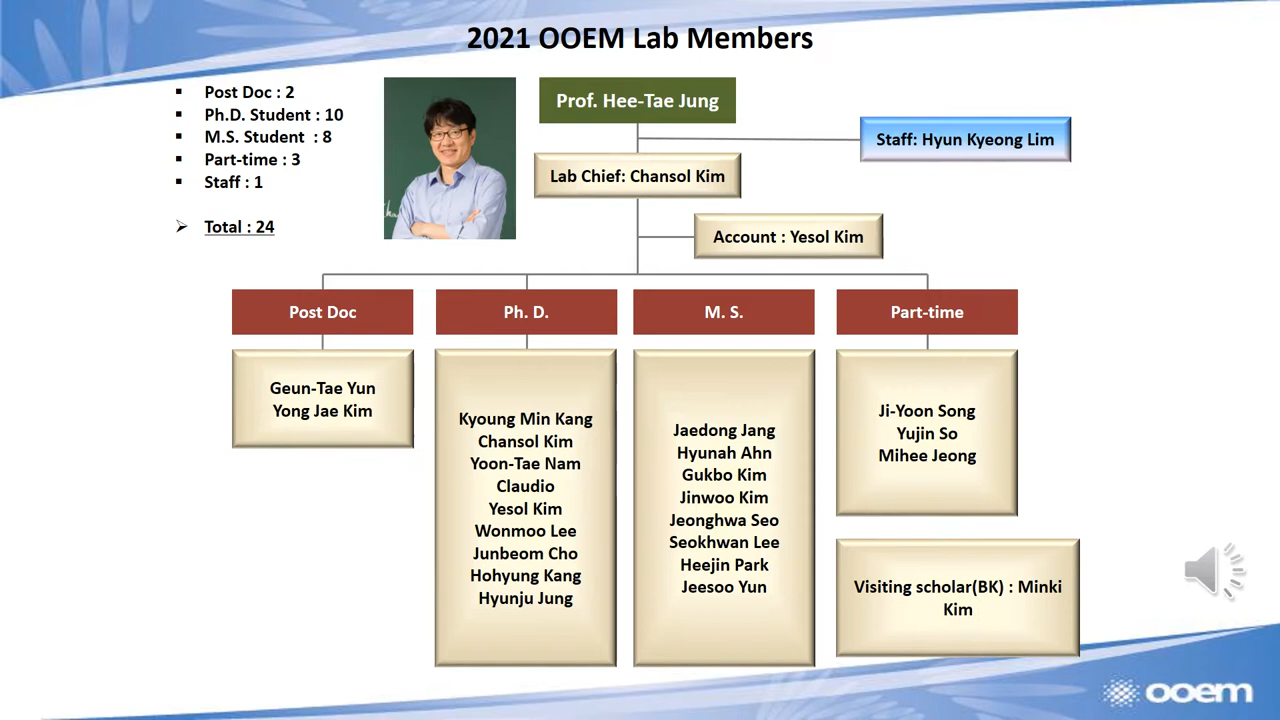 2021 OOEM Lab Members
▪ Post Doc : 2
▪ Ph.D. Student : 10
▪ M.S. Student : 8
▪ Part-time : 3
▪ Staff : 1
➢ Total : 24
Prof. Hee-Tae Jung
Staff: Hyun Kyeong Lim
Lab Chief: Chansol Kim
Account : Yesol Kim
Post Doc
Geun-Tae Yun
Yong Jae Kim
Ph. D.
Kyoung Min Kang
Chansol Kim
Yoon-Tae Nam
Claudio
Yesol Kim
Wonmoo Lee
Junbeom Cho
Hohyung Kang
Hyunju Jung
M. S.
Jaedong Jang
Hyunah Ahn
Gukbo Kim
Jinwoo Kim
Jeonghwa Seo
Seokhwan Lee
Heejin Park
Jeesoo Yun
Part-time
Ji-Yoon Song
Yujin So
Mihee Jeong
Visiting scholar(BK) : Minki
Kim
ooem